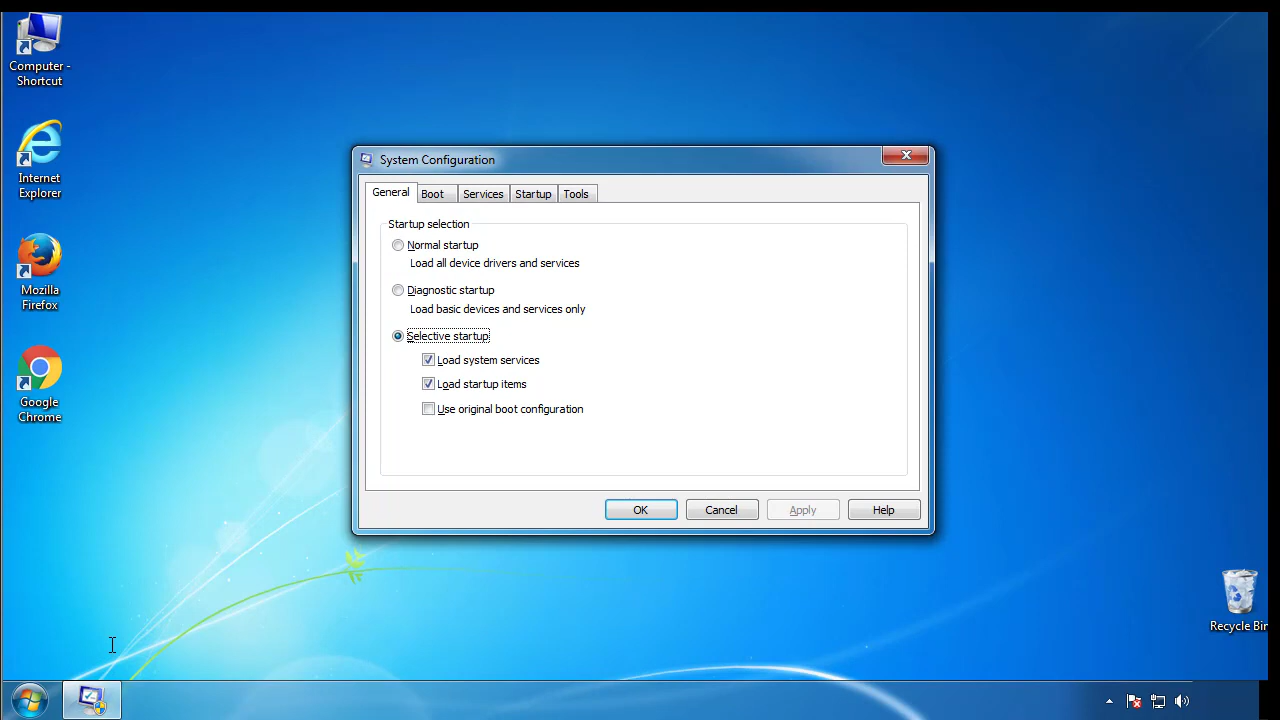 Computer -
Shortcut
Internet
Explorer
Mozilla
Firefox
Google
Chrome
System Configuration
General Boot Services Startup Tools
Startup selection
Normal startup
Load all device drivers and services
Diagnostic startup
Load basic devices and services only
Selective startup
Load system services
Load startup items
Use original boot configuration
OK Cancel Apply Help
Recycle Bin